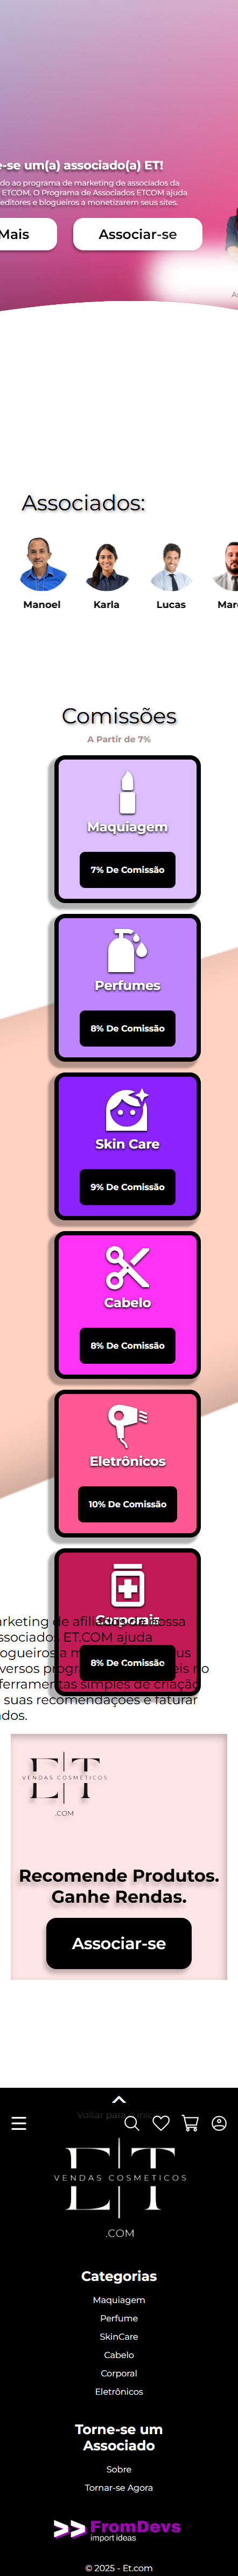 e-se um(a) associado(a) ET!
do ao programa de marketing de associados da
ETCOM. O Programa de Associados ETCOM ajuda
editores e blogueiros a monetizarem seus sites.
Mais
Associar-se
As
Associados:
Manoel
Karla
Lucas
Mar
Comissões
A Partir de 7%
Maquiagem
7% De Comissão
Perfumes
8% De Comissão
Skin Care
9% De Comissão
Cabelo
8% De Comissão
Eletrônicos
10% De Comissão
Corporais
8% De Comissão
arketing de afiliados da nossa
ssociados ET.COM ajuda
logueiros a m us
versos progra eis no
ferramentas simples de criação
suas recomendações e faturar
dos.
ET
VENDAS COSMETICOS
.COM
Recomende Produtos.
Ganhe Rendas.
Associar-se
Voltar para o início
ET
VENDAS COSMETICOS
.COM
Categorias
Maquiagem
Perfume
SkinCare
Cabelo
Corporal
Eletrônicos
Torne-se um
Associado
Sobre
Tornar-se Agora
FromDevs
import ideas
© 2025 - Et.com